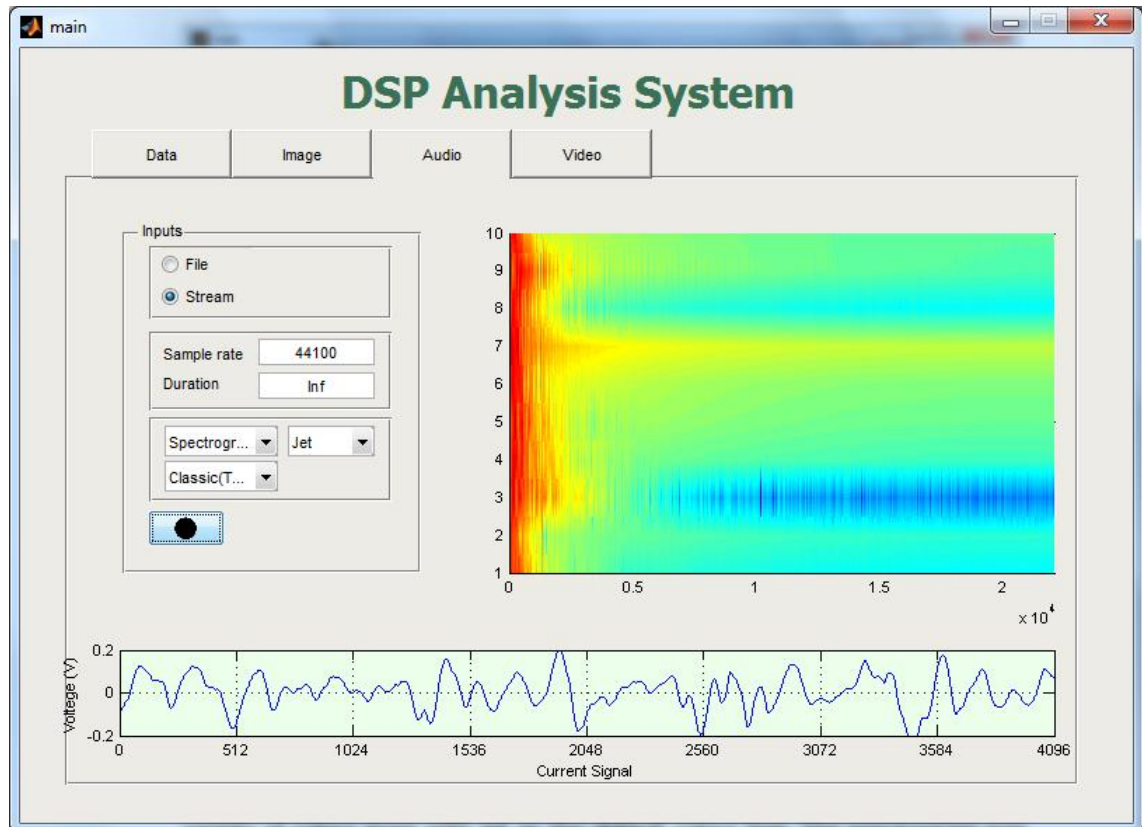 main
DSP Analysis System
Data Image Audio Video
Inputs
File
Stream
Sample rate 44100
Duration Inf
Spectrogr... Jet
Classic(T...
10
9
8
7
6
5
4
3
2
1
0 0.5 1 1.5 2
x 10^4
Voltege (V)
0.2
0
-0.2
0 512 1024 1536 2048 2560 3072 3584 4096
Current Signal